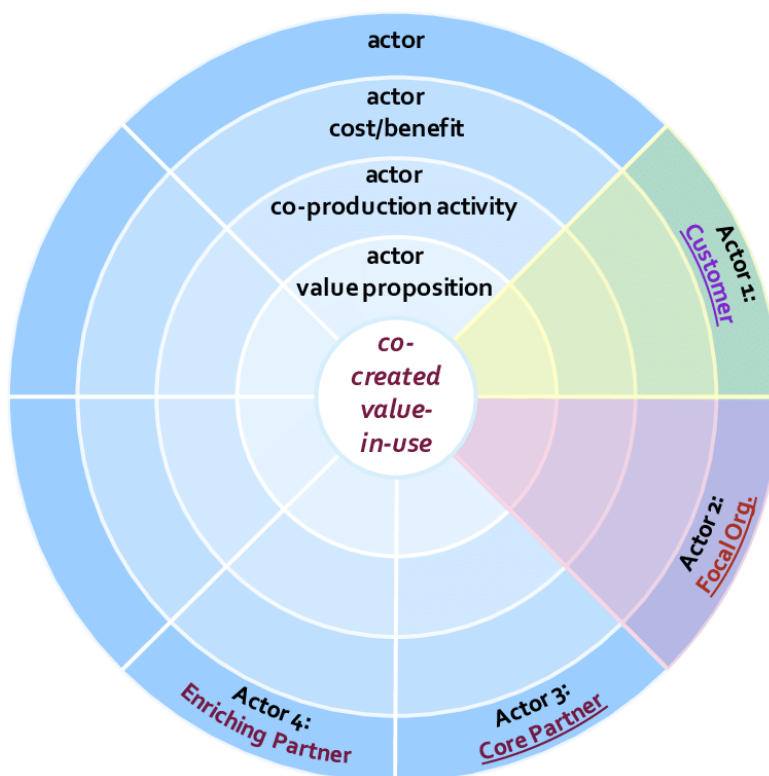 actor
actor
cost/benefit
actor
co-production activity
actor
value proposition
co-
created
value-
in-use
Actor 1:
Customer
Actor 2:
Focal Org.
Actor 3:
Core Partner
Actor 4:
Enriching Partner